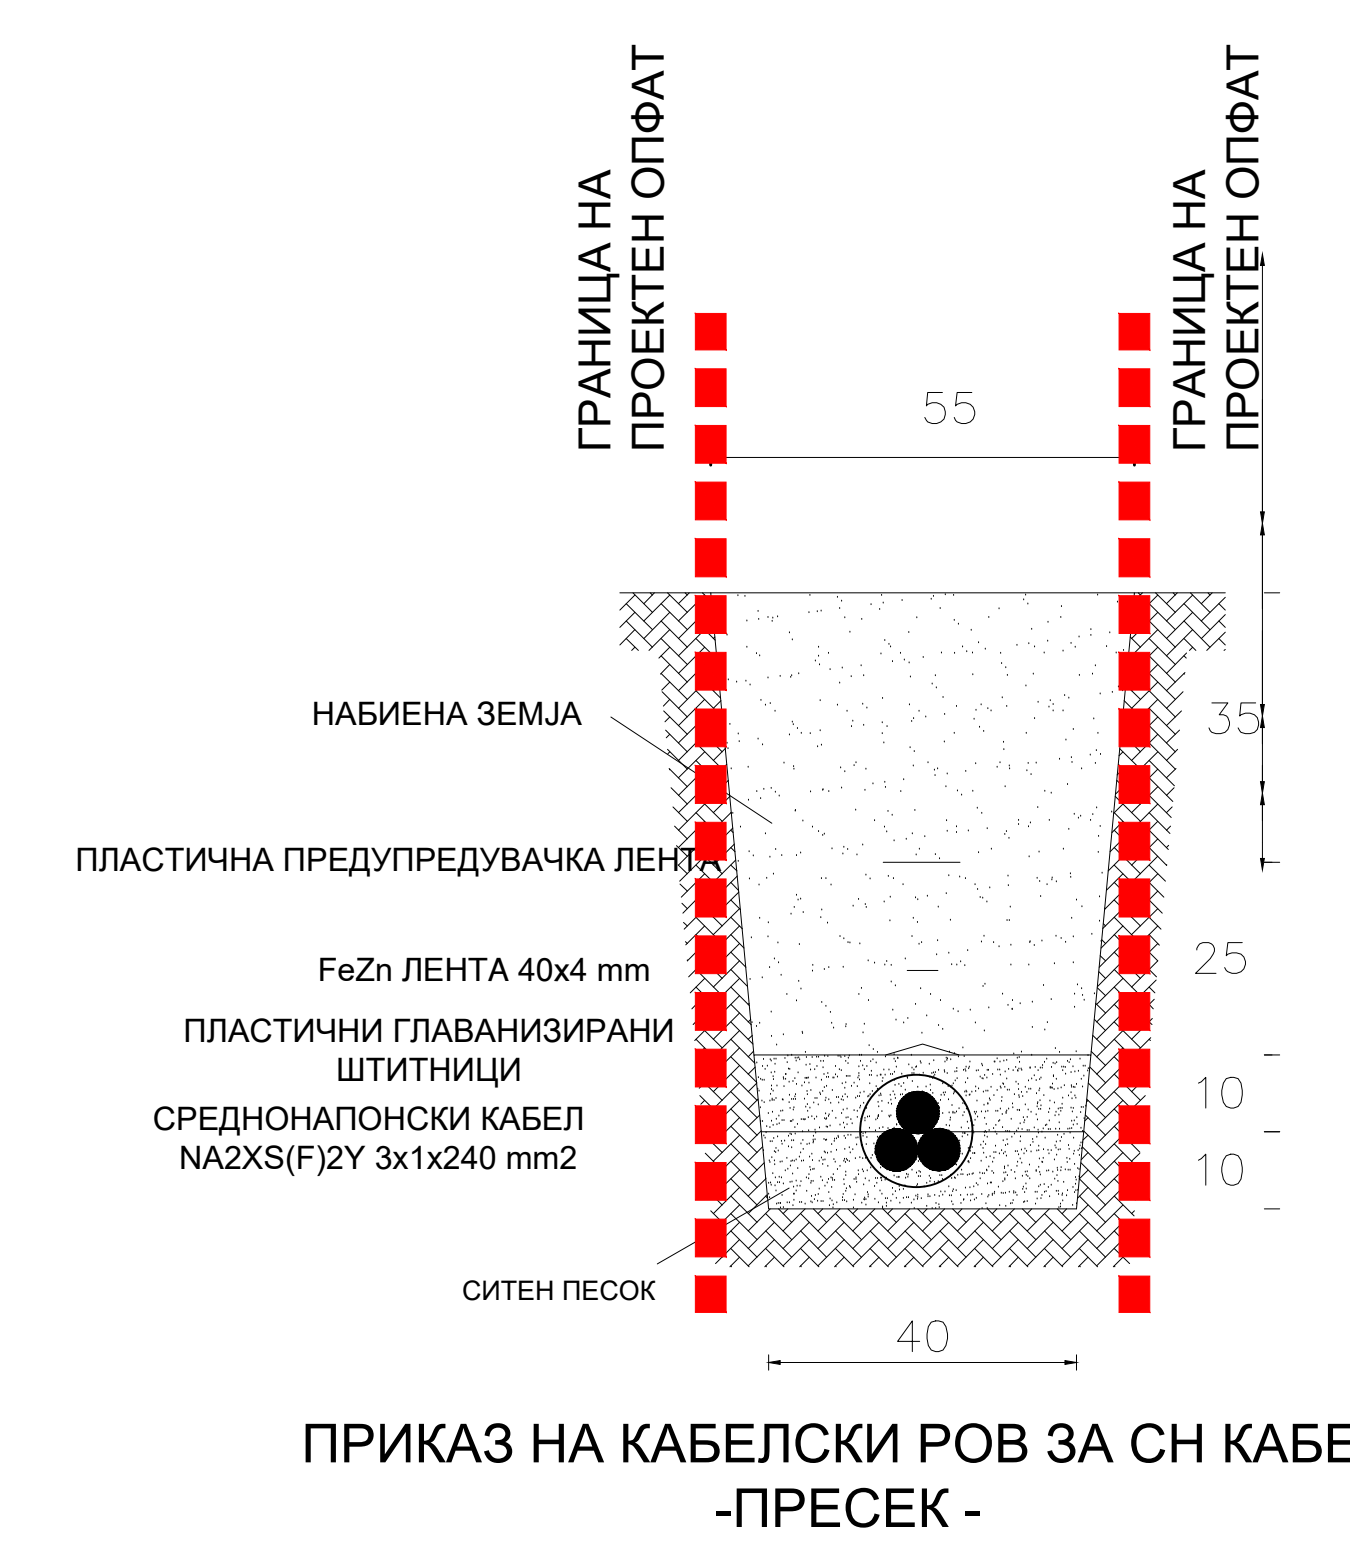 ГРАНИЦА НА
ПРОЕКТЕН ОПФАТ
ГРАНИЦА НА
ПРОЕКТЕН ОПФАТ
55
НАБИЕНА ЗЕМЈА
35
ПЛАСТИЧНА ПРЕДУПРЕДУВАЧКА ЛЕНТА
25
FeZn ЛЕНТА 40x4 mm
ПЛАСТИЧНИ ГЛАВАНИЗИРАНИ
ШТИТНИЦИ
10
СРЕДНОНАПОНСКИ КАБЕЛ
NA2XS(F)2Y 3x1x240 mm2
10
СИТЕН ПЕСОК
40
ПРИКАЗ НА КАБЕЛСКИ РОВ ЗА СН КАБЕ
-ПРЕСЕК -